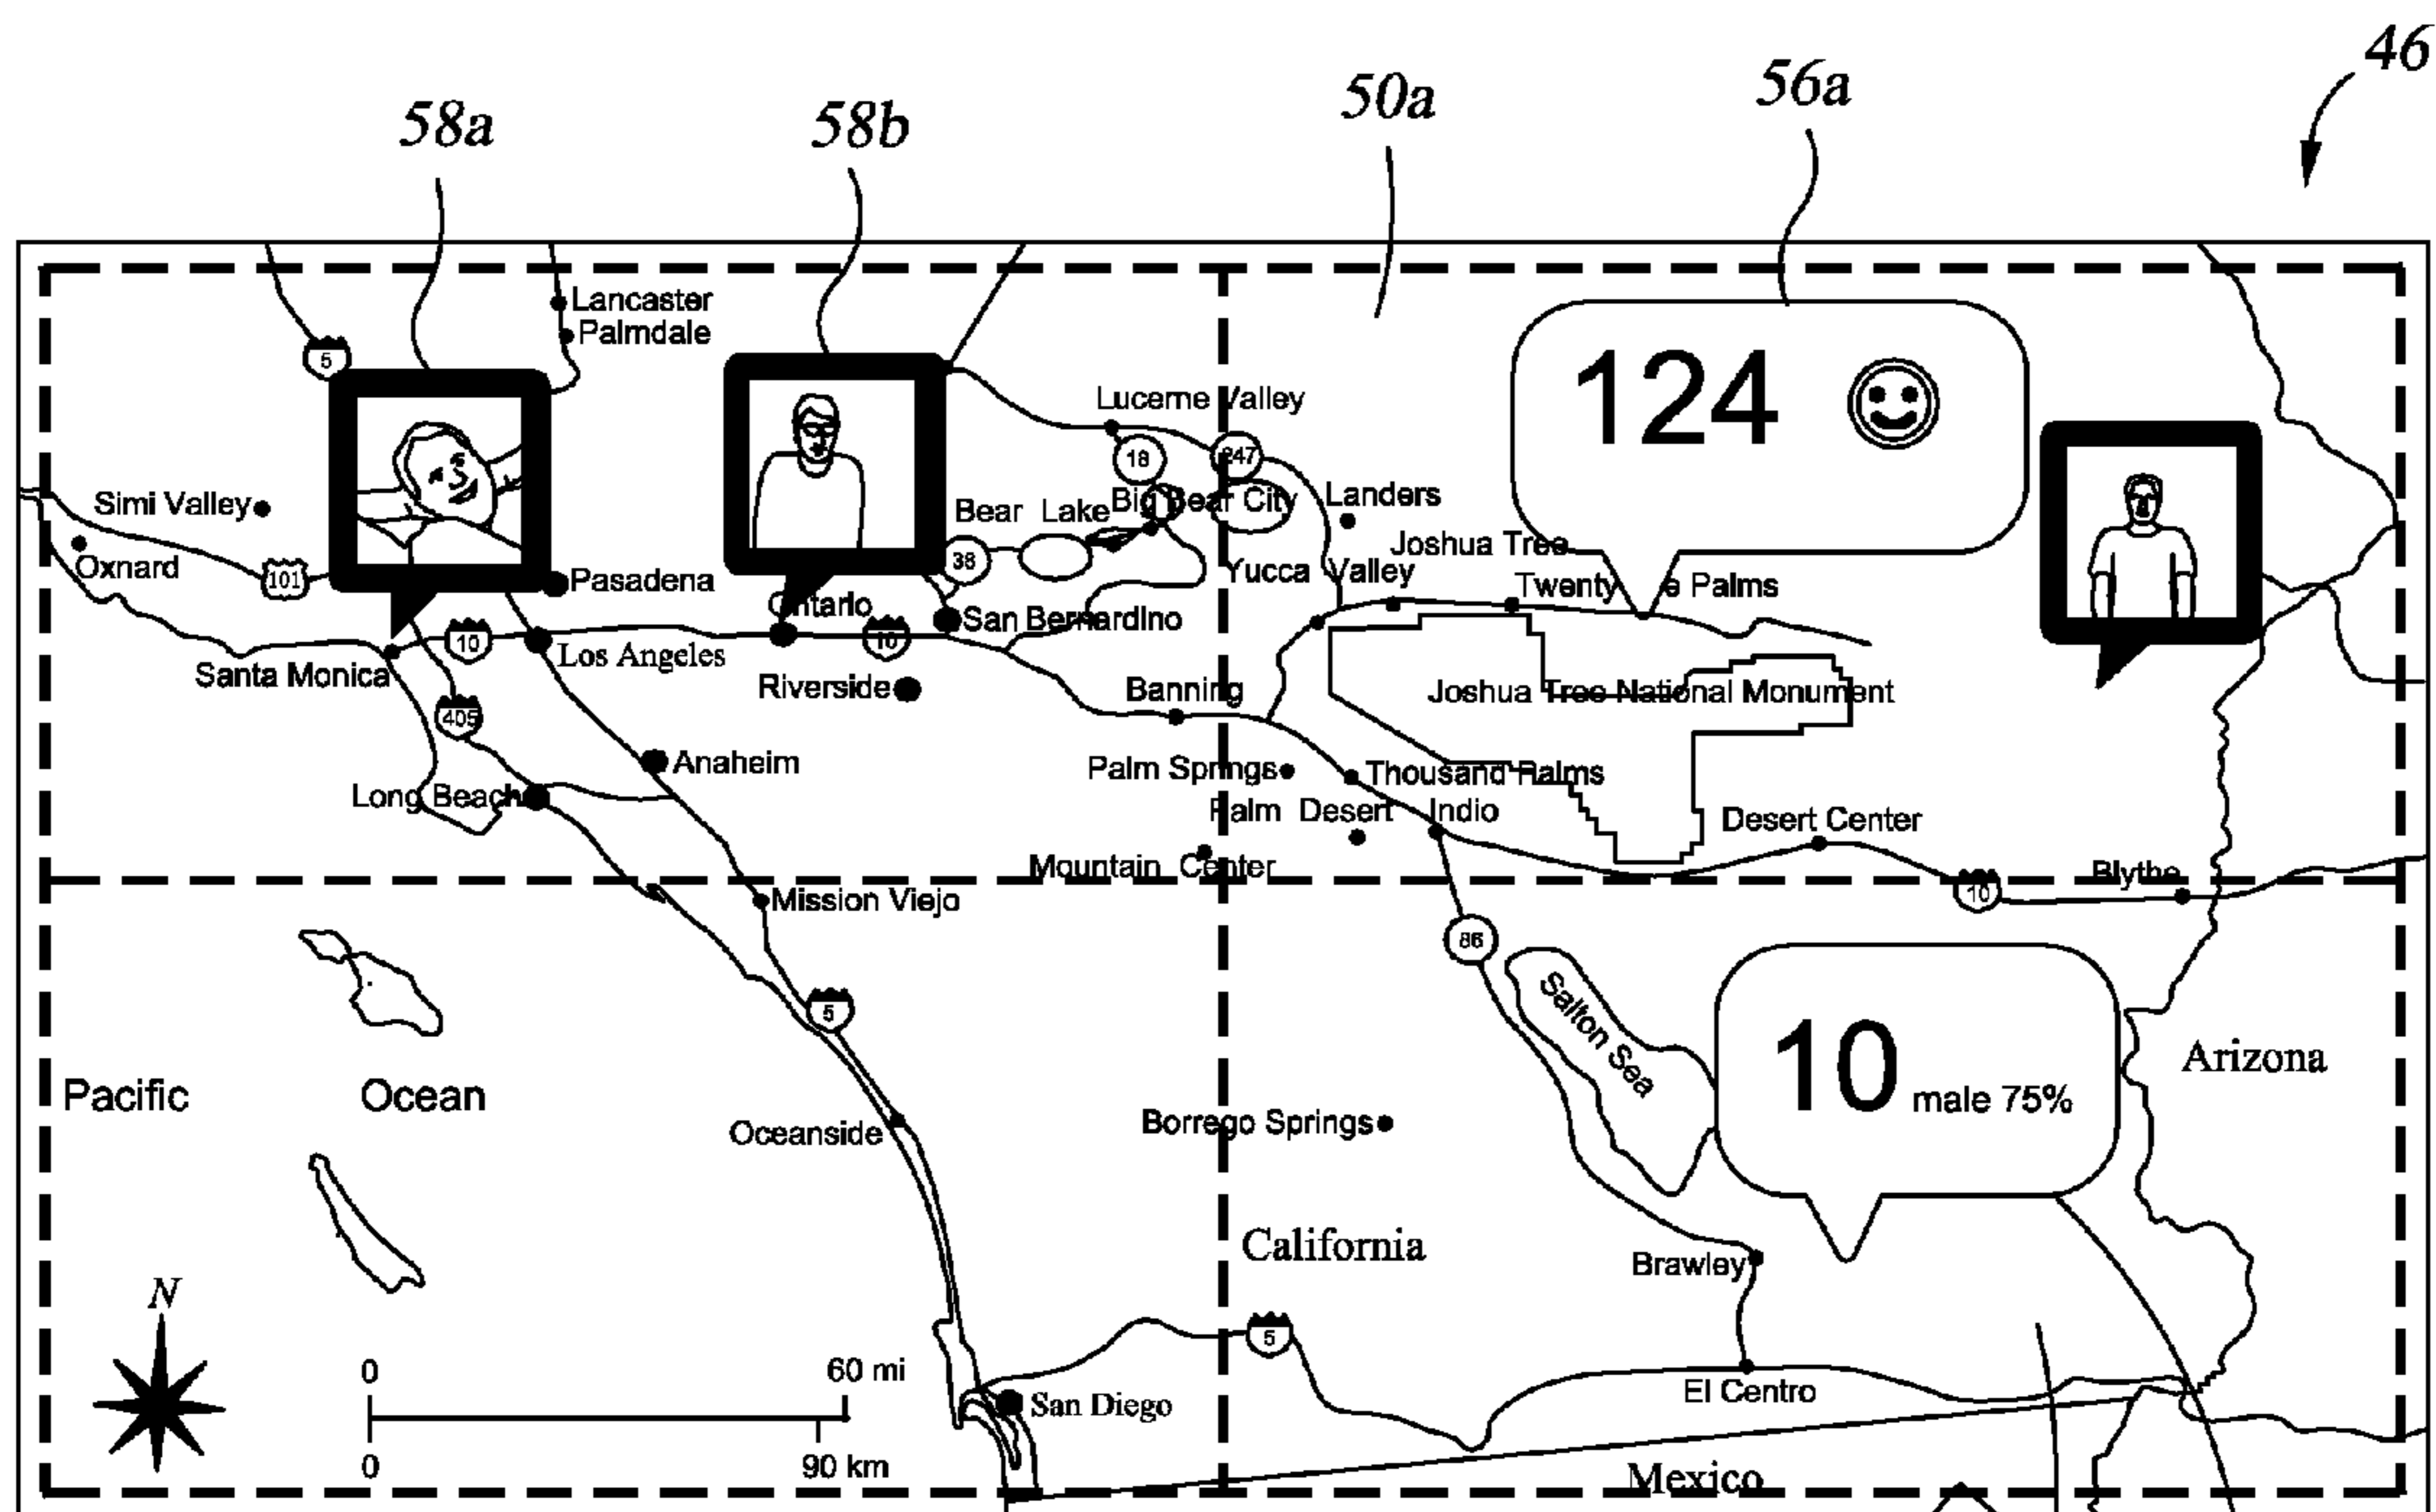 46
56a
50a
58a
58b
Lancaster
Palmdale
5
124
Lucerne Valley
18
247
Simi Valley
Big Bear City
Landers
Bear Lake
Joshua Tree
Oxnard
101
38
Pasadena
Yucca Valley
Twenty e Palms
Ontario
San Bernardino
10
10
Los Angeles
Santa Monica
Riverside
Banning
Joshua Tree National Monument
405
Anaheim
Palm Springs
Thousand Palms
Long Beach
Palm Desert
Indio
Desert Center
Mountain Center
Blythe
10
Mission Viejo
86
Salton Sea
5
10 male 75%
Arizona
Pacific Ocean
Borrego Springs
Oceanside
California
Brawley
N
5
0
60 mi
El Centro
San Diego
0
90 km
Mexico